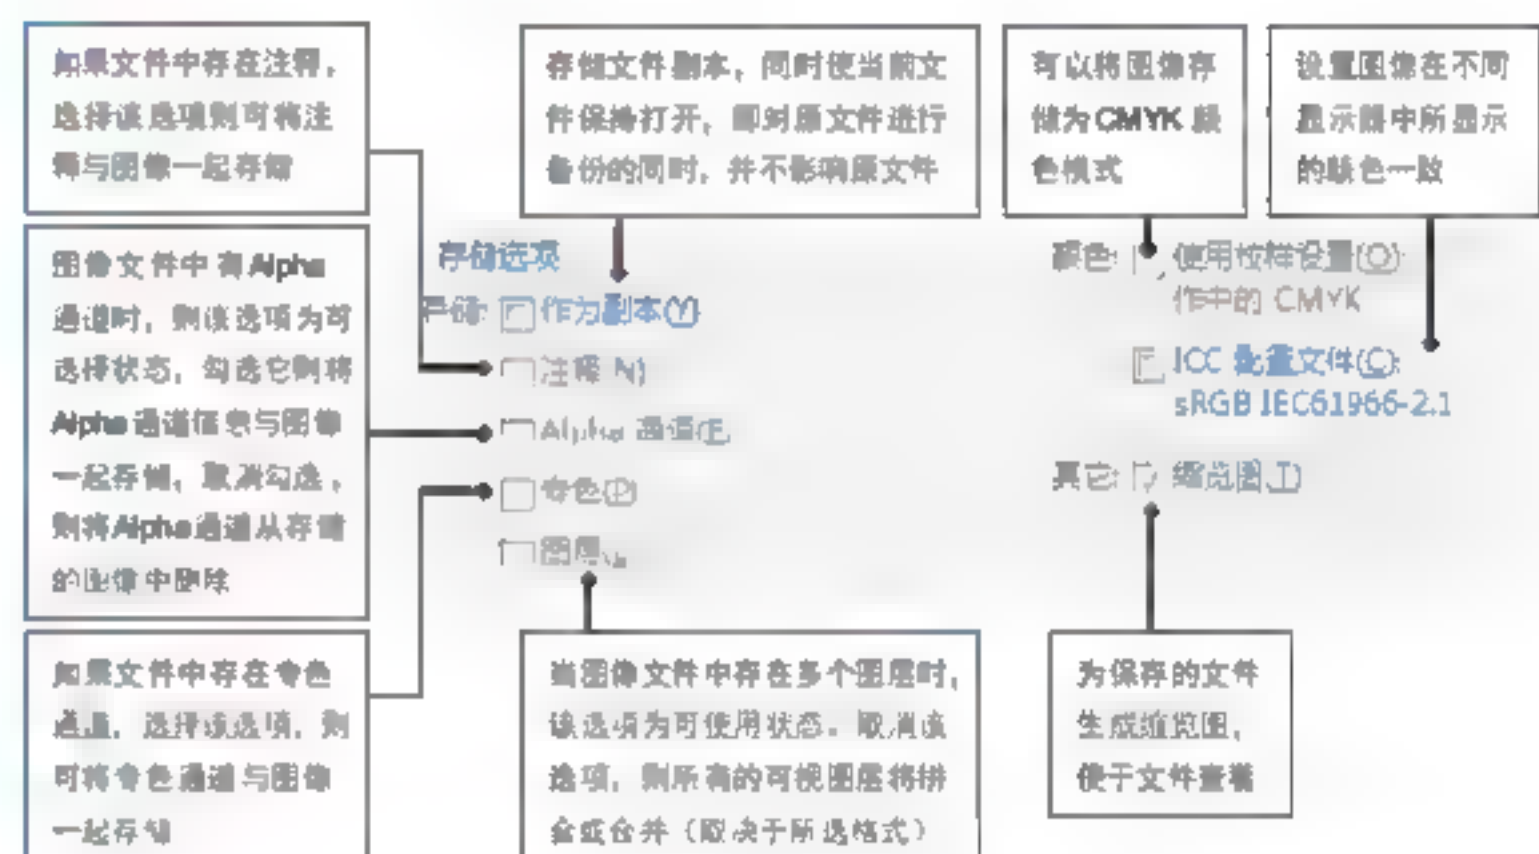 如果文件中存在注释，
选择该选项则可将注
释与图像一起存储
存储文件副本，同时使当前文
件保持打开，即对原文件进行
备份的同时，并不影响原文件
可以将图像存
储为CMYK 颜
色模式
设置图像在不同
显示器中所显示
的颜色一致
图像文件中有Alpha
通道时，则该选项为可
选择状态，勾选它则将
Alpha 通道信息与图像
一起存储，取消勾选，
则将Alpha通道从存储
的图像中删除
存储选项
存储: 作为副本(Y)
注释(N)
Alpha 通道(E)
专色(P)
图层(L)
颜色: 使用校样设置(O):
作中的 CMYK
ICC 配置文件(C):
sRGB IEC61966-2.1
其它: 缩览图(T)
如果文件中存在专色
通道，选择该选项，则
可将专色通道与图像
一起存储
当图像文件中存在多个图层时，
该选项为可使用状态。取消该
选项，则所有的可视图层将拼
合或合并（取决于所选格式）
为保存的文件
生成缩览图，
便于文件查看